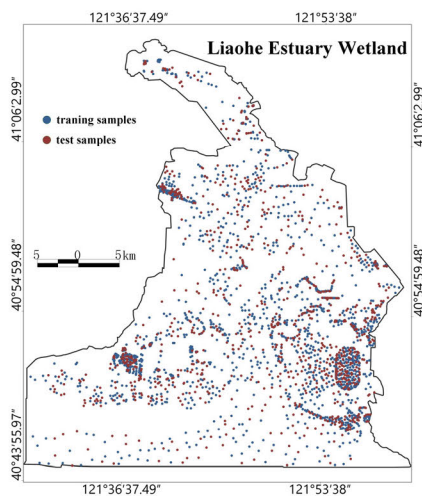 121°36'37.49" 121°53'38"
Liaohe Estuary Wetland
41°06'2.99" 41°06'2.99"
traning samples
test samples
5 0 5 km
40°54'59.48" 40°54'59.48"
40°43'55.97" 40°43'55.97"
121°36'37.49" 121°53'38"